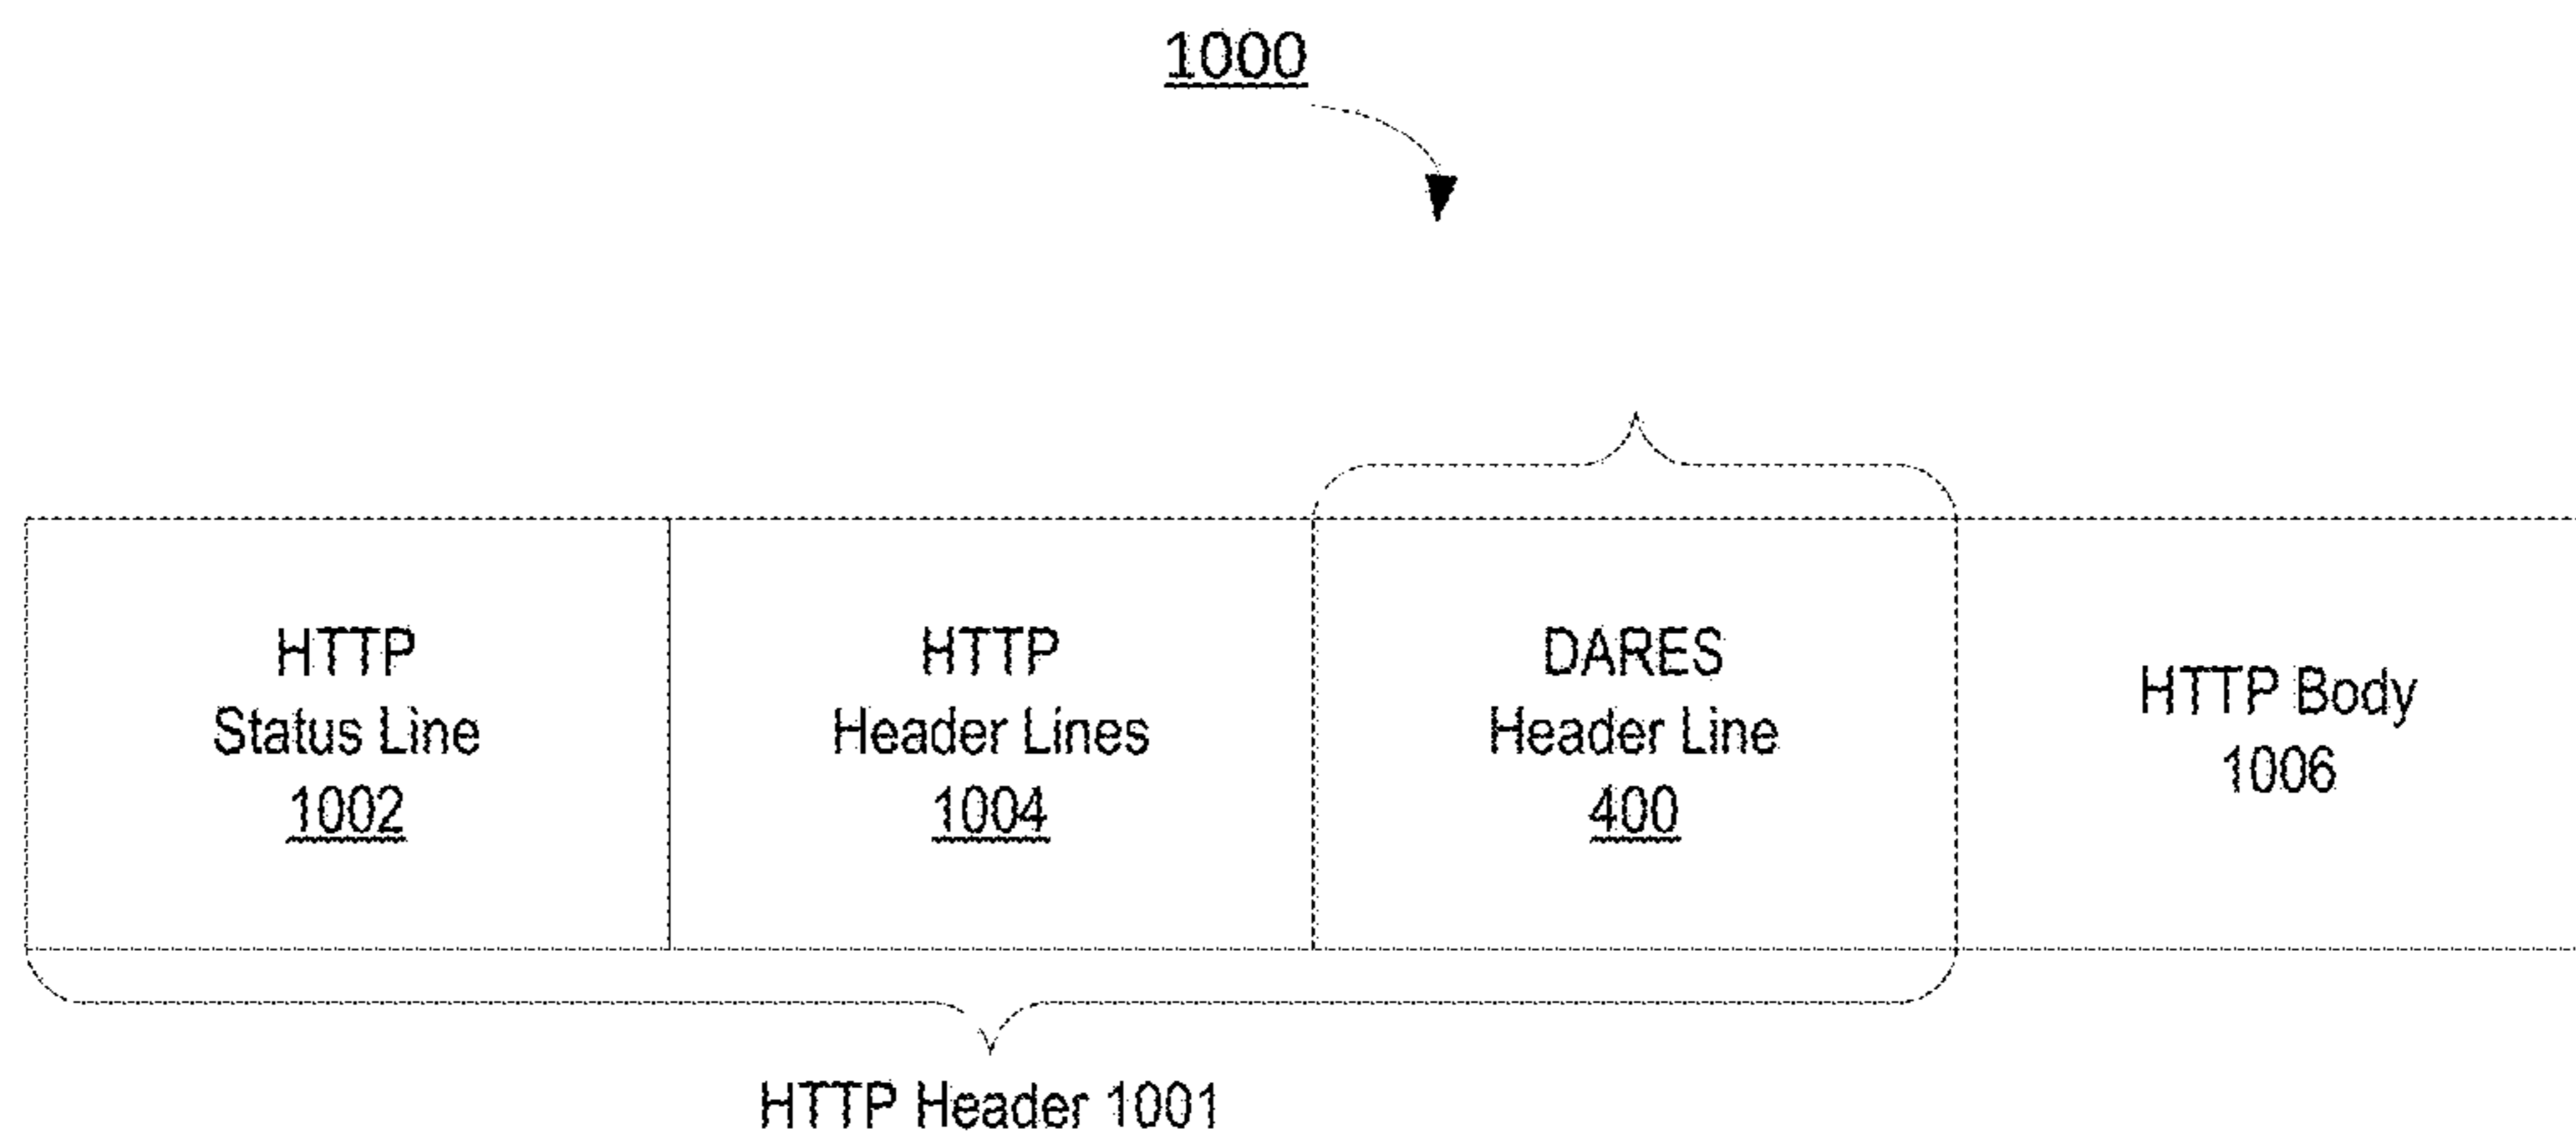 1000
HTTP
Status Line
1002
HTTP
Header Lines
1004
DARES
Header Line
400
HTTP Body
1006
HTTP Header 1001